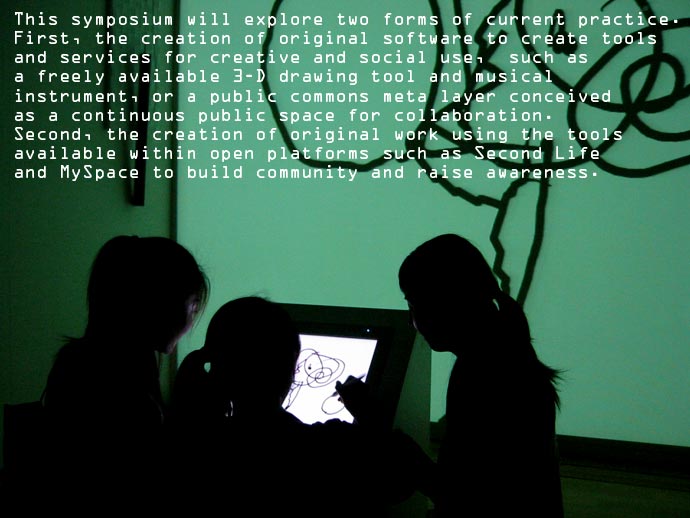 This symposium will explore two forms of current practice.
First, the creation of original software to create tools
and services for creative and social use,  such as
a freely available 3-D drawing tool and musical
instrument, or a public commons meta layer conceived
as a continuous public space for collaboration.
Second, the creation of original work using the tools
available within open platforms such as Second Life
and MySpace to build community and raise awareness.